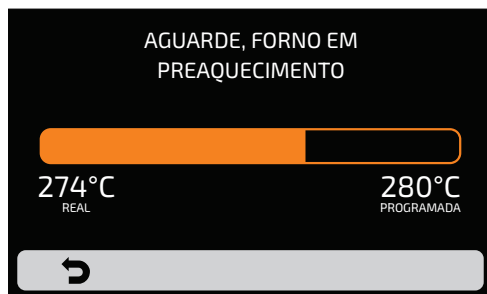 AGUARDE, FORNO EM
PREAQUECIMENTO
274°C 280°C
REAL PROGRAMADA